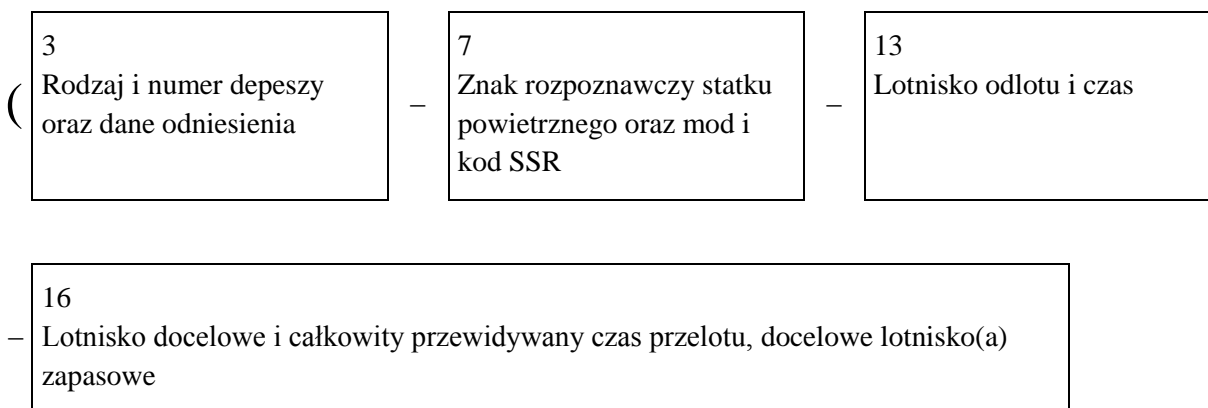 3
Rodzaj i numer depeszy
oraz dane odniesienia
(
–
7
Znak rozpoznawczy statku
powietrznego oraz mod i
kod SSR
–
13
Lotnisko odlotu i czas
–
16
Lotnisko docelowe i całkowity przewidywany czas przelotu, docelowe lotnisko(a)
zapasowe